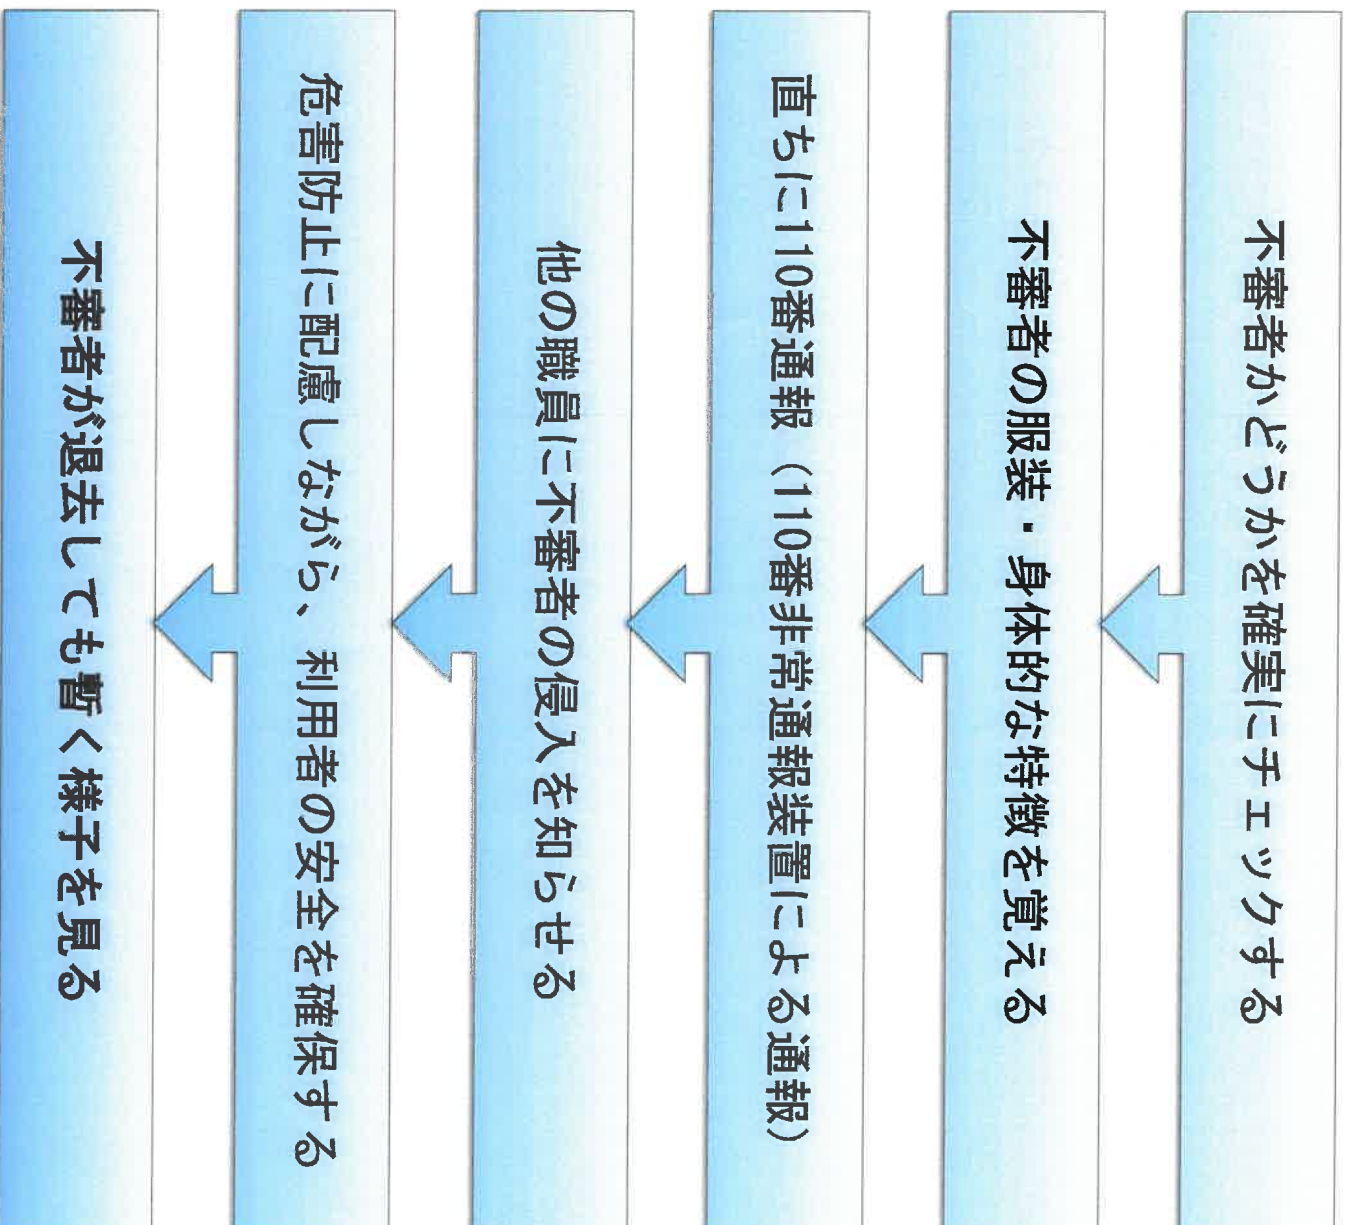 不審者かどうかを確実にチェックする
不審者の服装・身体的な特徴を覚える
直ちに110番通報（110番非常通報装置による通報）
他の職員に不審者の侵入を知らせる
危害防止に配慮しながら、利用者の安全を確保する
不審者が退去しても暫く様子を見る